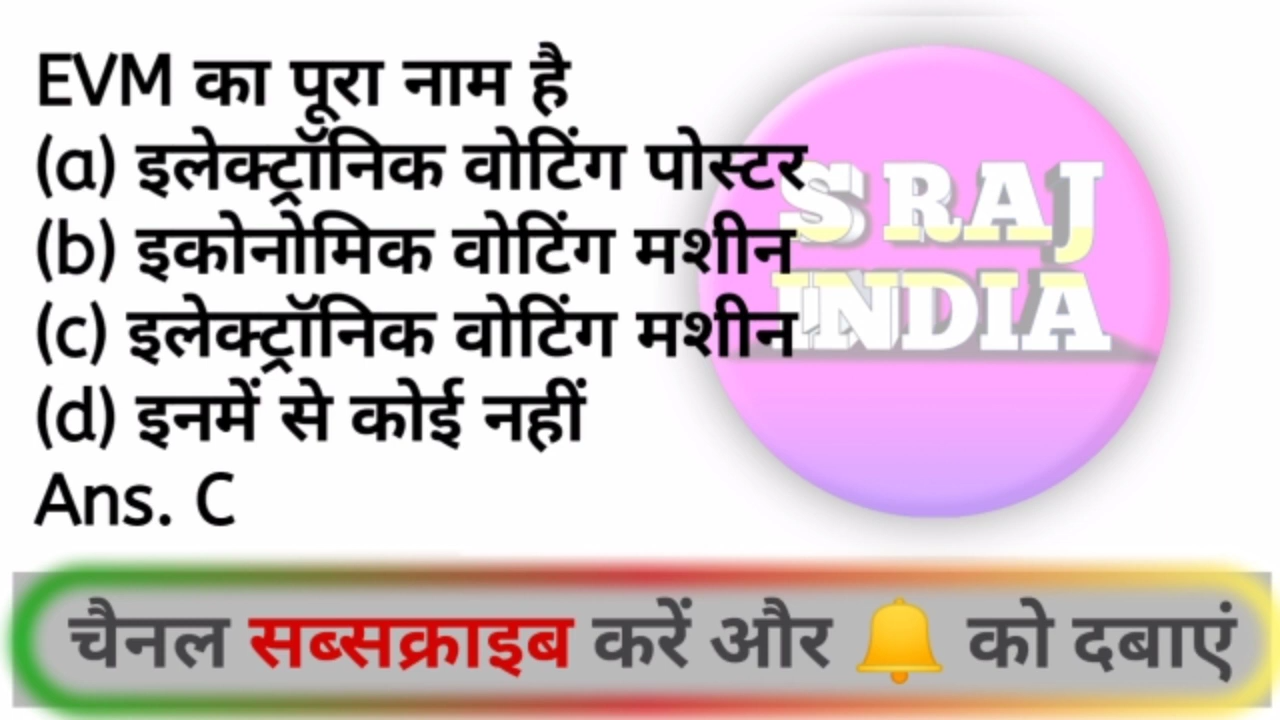 EVM का पूरा नाम है
(a) इलेक्ट्रॉनिक वोटिंग पोस्टर
(b) इकोनोमिक वोटिंग मशीन
(c) इलेक्ट्रॉनिक वोटिंग मशीन
(d) इनमें से कोई नहीं
Ans. C
S RAJ
INDIA
चैनल सब्सक्राइब करें और 🔔 को दबाएं